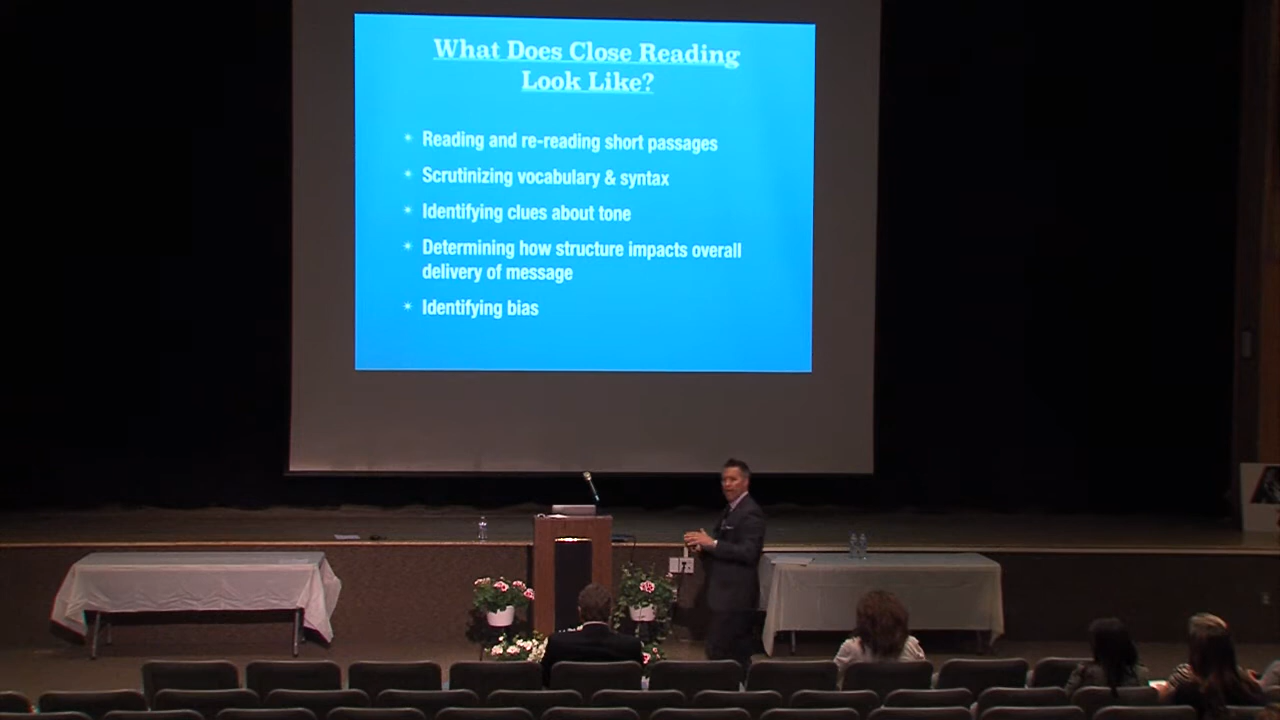 What Does Close Reading
Look Like?
* Reading and re-reading short passages
* Scrutinizing vocabulary & syntax
* Identifying clues about tone
* Determining how structure impacts overall
delivery of message
* Identifying bias